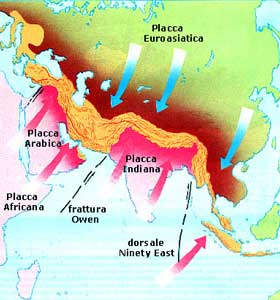 Placca
Euroasiatica
Placca
Arabica
Placca
Indiana
Placca
Africana
frattura
Owen
dorsale
Ninety East